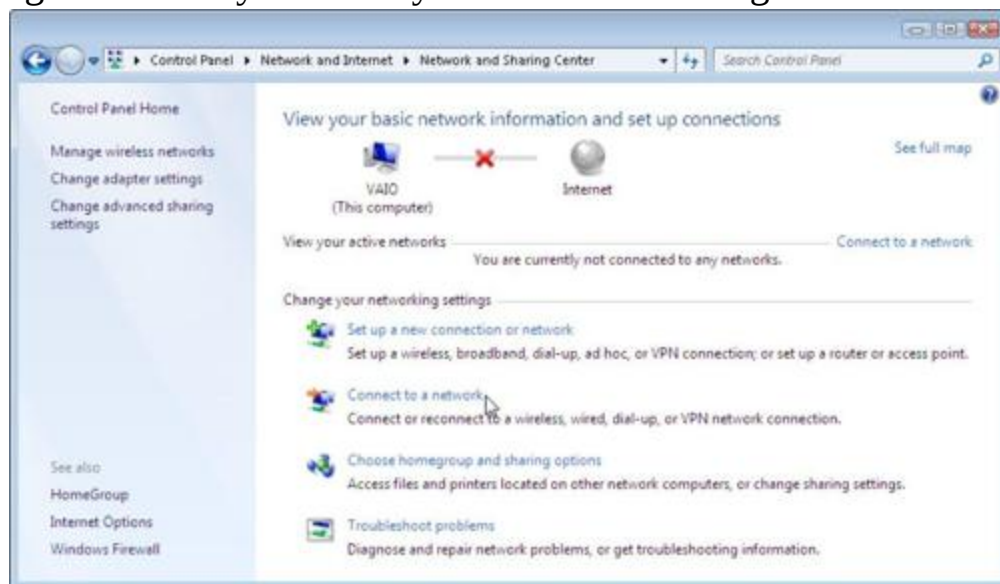 Control Panel ▸ Network and Internet ▸ Network and Sharing Center
Search Control Panel
Control Panel Home
Manage wireless networks
Change adapter settings
Change advanced sharing
settings
See also
HomeGroup
Internet Options
Windows Firewall
View your basic network information and set up connections
See full map
VAIO
(This computer)
Internet
View your active networks
Connect to a network
You are currently not connected to any networks.
Change your networking settings
Set up a new connection or network
Set up a wireless, broadband, dial-up, ad hoc, or VPN connection; or set up a router or access point.
Connect to a network
Connect or reconnect to a wireless, wired, dial-up, or VPN network connection.
Choose homegroup and sharing options
Access files and printers located on other network computers, or change sharing settings.
Troubleshoot problems
Diagnose and repair network problems, or get troubleshooting information.